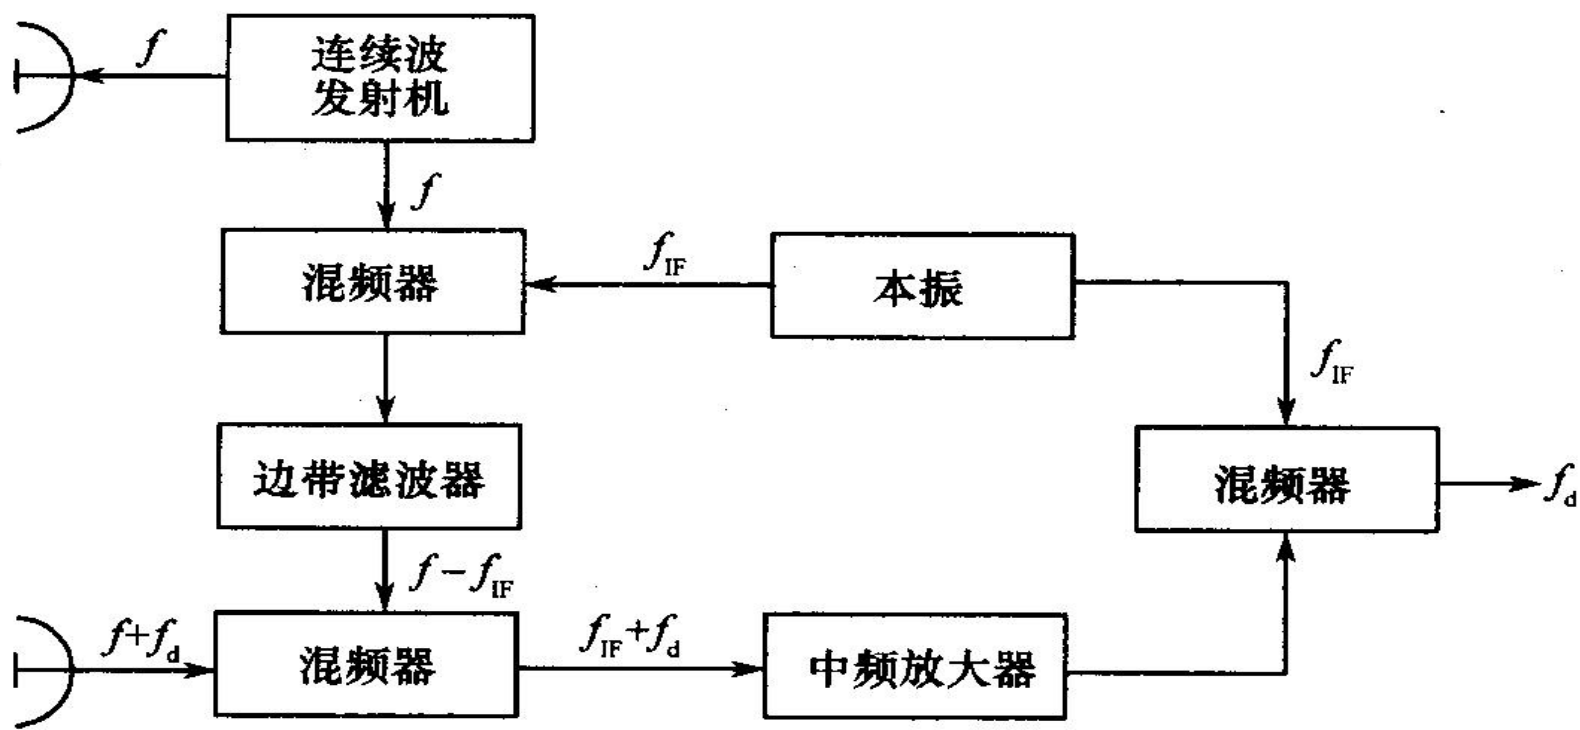 f
连续波
发射机
f
混频器
f_IF
本振
f_IF
边带滤波器
混频器
f_d
f-f_IF
f+f_d
混频器
f_IF+f_d
中频放大器